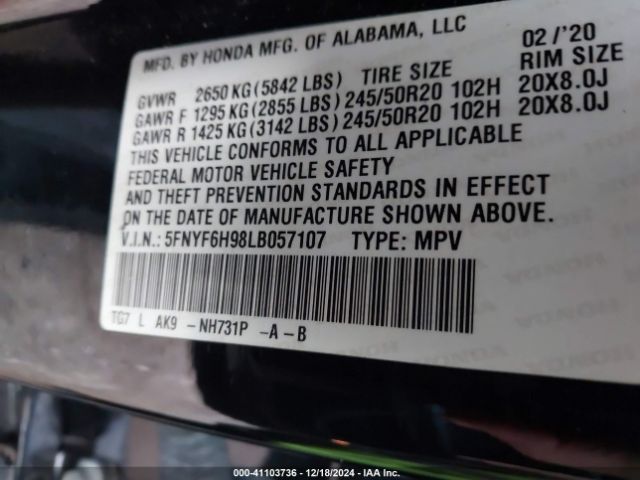 MFD. BY HONDA MFG. OF ALABAMA, LLC 02/'20
GVWR 2650 KG (5842 LBS) TIRE SIZE RIM SIZE
GAWR F 1295 KG (2855 LBS) 245/50R20 102H 20X8.0J
GAWR R 1425 KG (3142 LBS) 245/50R20 102H 20X8.0J
THIS VEHICLE CONFORMS TO ALL APPLICABLE
FEDERAL MOTOR VEHICLE SAFETY
AND THEFT PREVENTION STANDARDS IN EFFECT
ON THE DATE OF MANUFACTURE SHOWN ABOVE.
V.I.N.: 5FNYF6H98LB057107 TYPE: MPV
TG7 L AK9 - NH731P -A-B
000-41103736 - 12/18/2024 - IAA Inc.